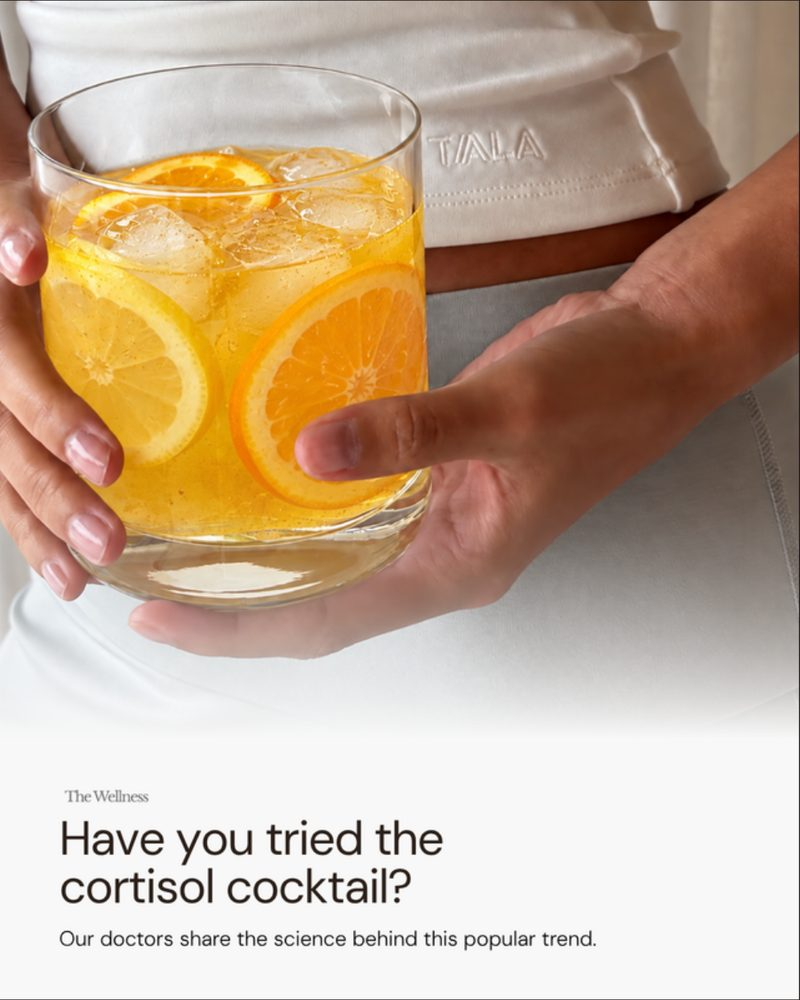 TALA
The Wellness
Have you tried the
cortisol cocktail?
Our doctors share the science behind this popular trend.